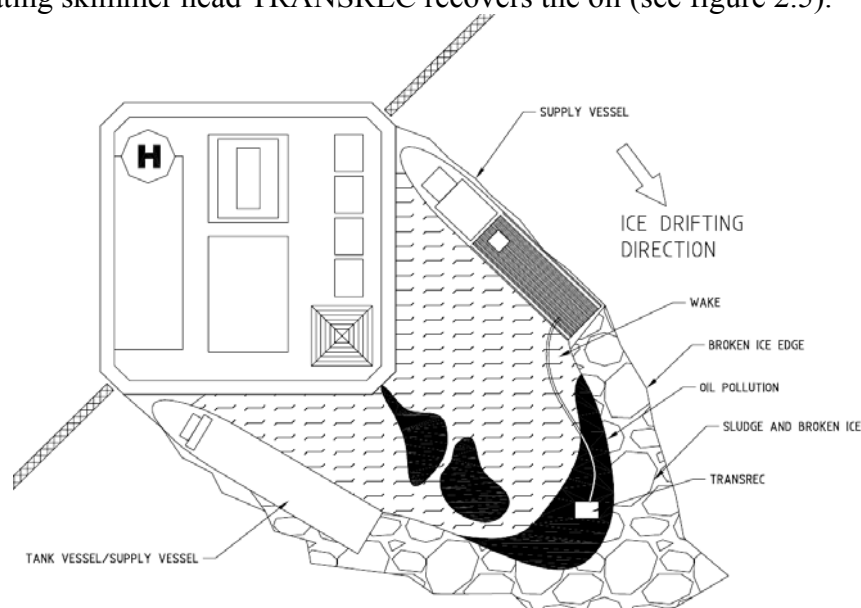 ating skimmer head TRANSREC recovers the oil (see figure 2.5).
H
SUPPLY VESSEL
ICE DRIFTING
DIRECTION
WAKE
BROKEN ICE EDGE
OIL POLLUTION
SLUDGE AND BROKEN ICE
TRANSREC
TANK VESSEL/SUPPLY VESSEL